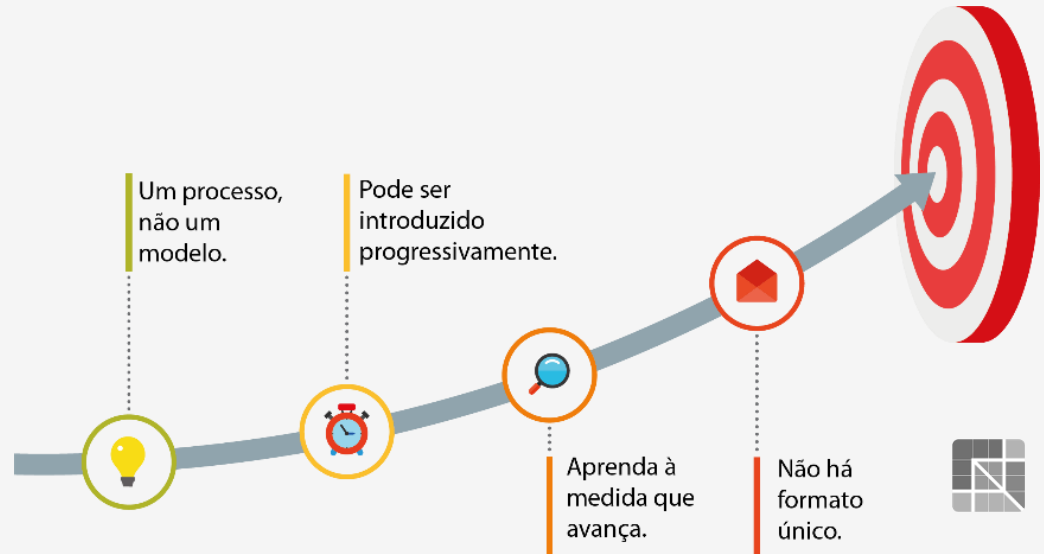 Um processo,
não um
modelo.
Pode ser
introduzido
progressivamente.
Aprenda à
medida que
avança.
Não há
formato
único.